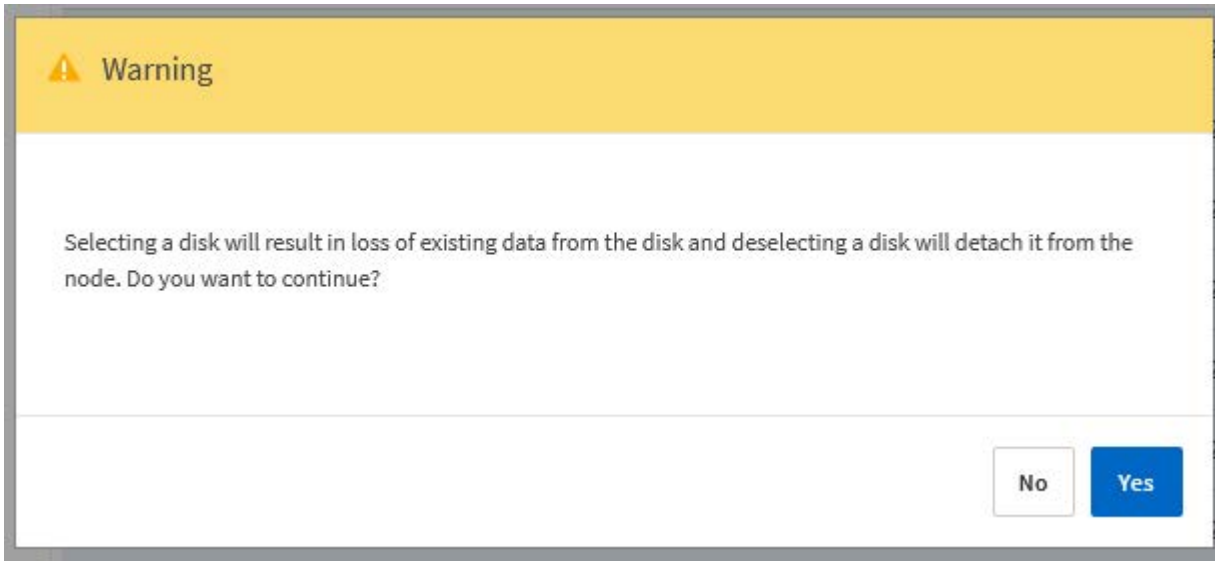 Warning
Selecting a disk will result in loss of existing data from the disk and deselecting a disk will detach it from the
node. Do you want to continue?
No
Yes